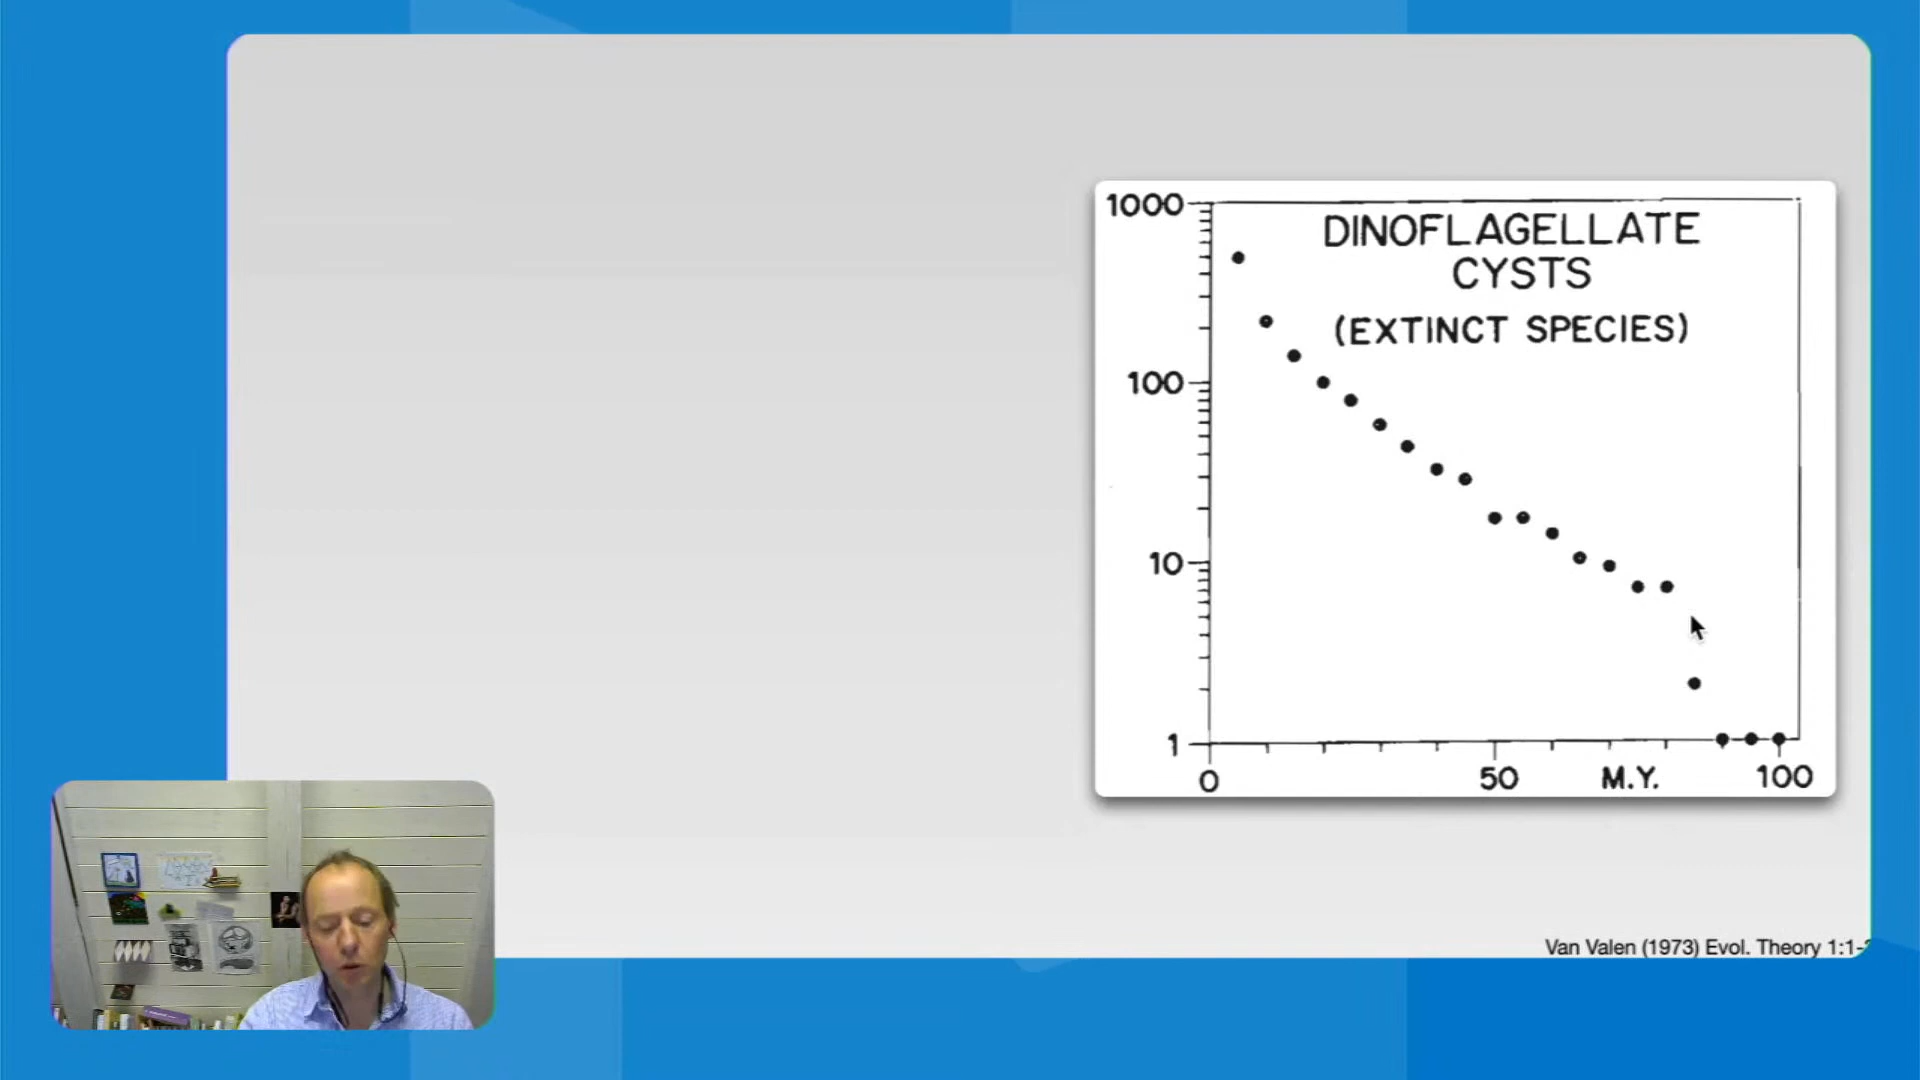 1000
DINOFLAGELLATE
CYSTS
(EXTINCT SPECIES)
100
10
1
0
50
M.Y.
100
Van Valen (1973) Evol. Theory 1:1-